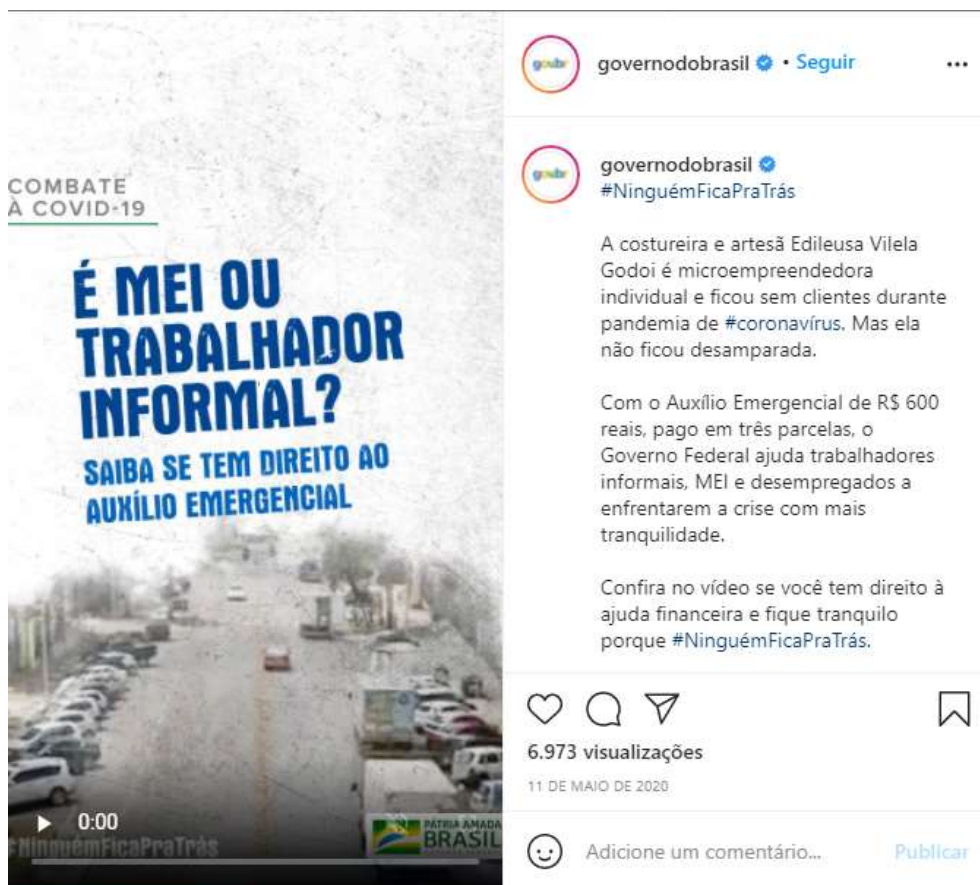 COMBATE
À COVID-19
É MEI OU
TRABALHADOR
INFORMAL?
SAIBA SE TEM DIREITO AO
AUXÍLIO EMERGENCIAL
0:00
#NinguémFicaPraTrás
PÁTRIA AMADA
BRASIL
governodobrasil • Seguir
governodobrasil
#NinguémFicaPraTrás
A costureira e artesã Edileusa Vilela
Godoi é microempreendedora
individual e ficou sem clientes durante
pandemia de #coronavírus. Mas ela
não ficou desamparada.
Com o Auxílio Emergencial de R$ 600
reais, pago em três parcelas, o
Governo Federal ajuda trabalhadores
informais, MEI e desempregados a
enfrentarem a crise com mais
tranquilidade.
Confira no vídeo se você tem direito à
ajuda financeira e fique tranquilo
porque #NinguémFicaPraTrás.
6.973 visualizações
11 DE MAIO DE 2020
Adicione um comentário...
Publicar